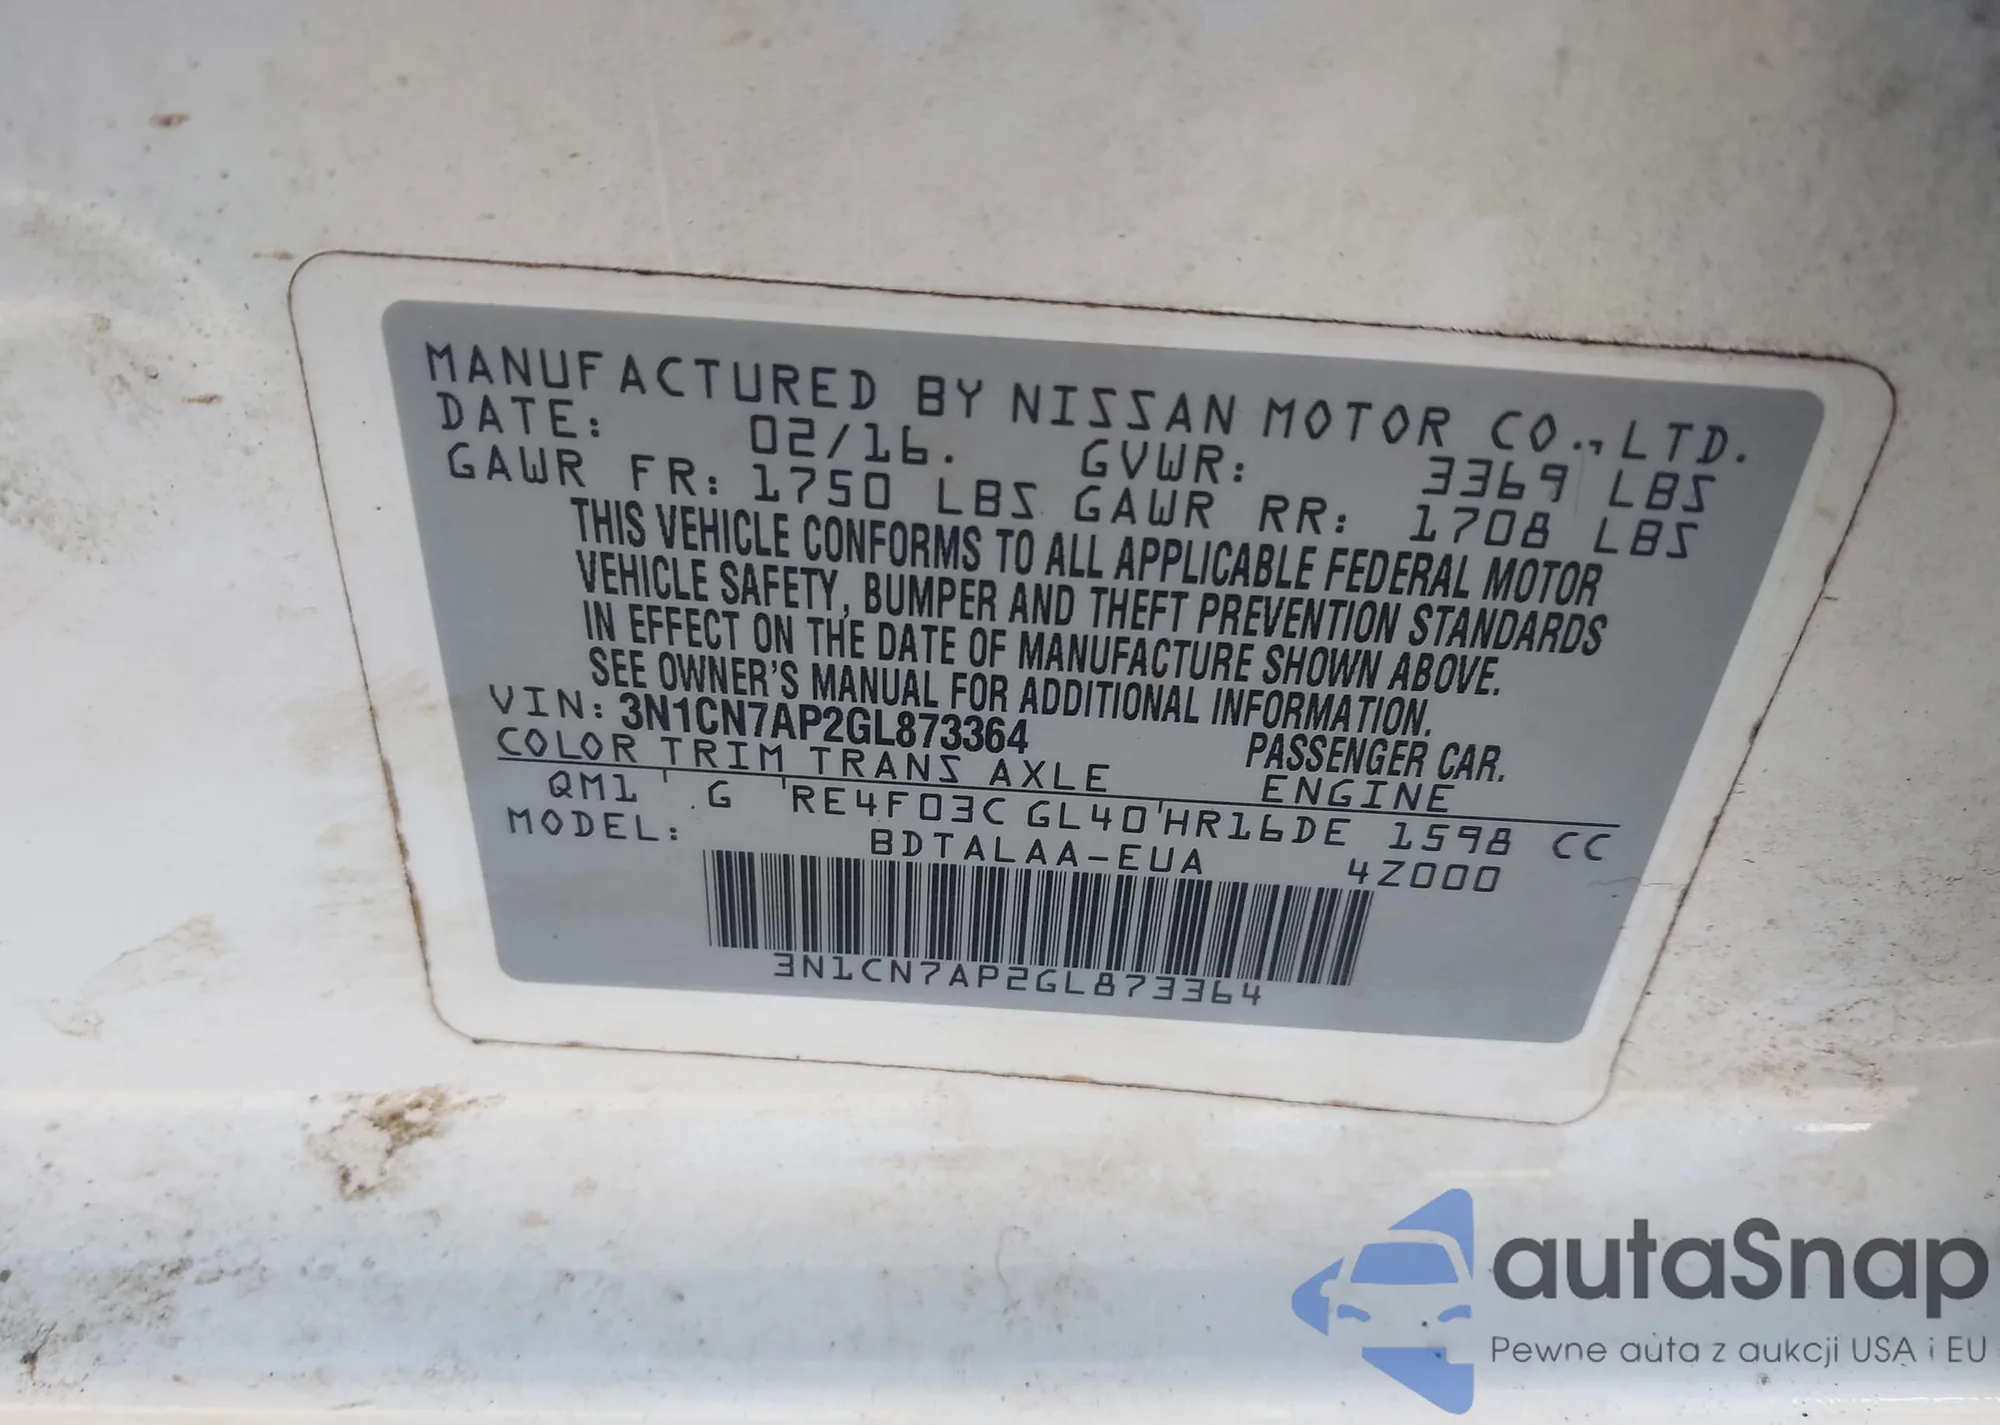 MANUFACTURED BY NISSAN MOTOR CO.,LTD.
DATE: 02/16. GVWR: 3369 LBS
GAWR FR: 1750 LBS GAWR RR: 1708 LBS
THIS VEHICLE CONFORMS TO ALL APPLICABLE FEDERAL MOTOR
VEHICLE SAFETY, BUMPER AND THEFT PREVENTION STANDARDS
IN EFFECT ON THE DATE OF MANUFACTURE SHOWN ABOVE.
SEE OWNER'S MANUAL FOR ADDITIONAL INFORMATION.
VIN: 3N1CN7AP2GL873364 PASSENGER CAR.
COLOR TRIM TRANS AXLE ENGINE
QM1 G RE4F03C GL40 HR16DE 1598 CC
MODEL: BDTALAA-EUA 4Z000
3N1CN7AP2GL873364
autaSnap
Pewne auta z aukcji USA i EU